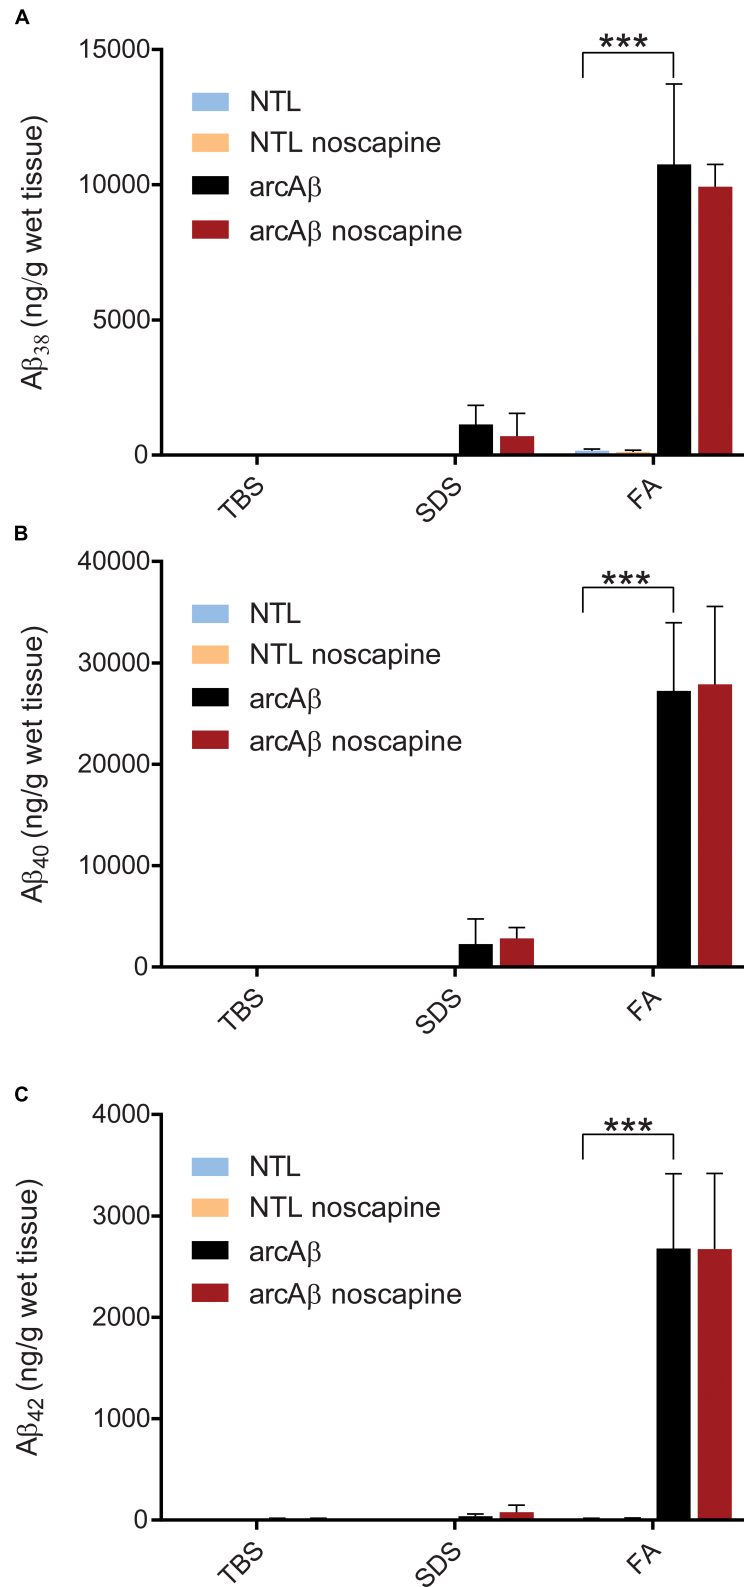 A
***
15000
10000
5000
0
Aβ38 (ng/g wet tissue)
NTL
NTL noscapine
arcAβ
arcAβ noscapine
TBS
SDS
FA
B
***
40000
30000
20000
10000
0
Aβ40 (ng/g wet tissue)
NTL
NTL noscapine
arcAβ
arcAβ noscapine
TBS
SDS
FA
C
***
4000
3000
2000
1000
0
Aβ42 (ng/g wet tissue)
NTL
NTL noscapine
arcAβ
arcAβ noscapine
TBS
SDS
FA